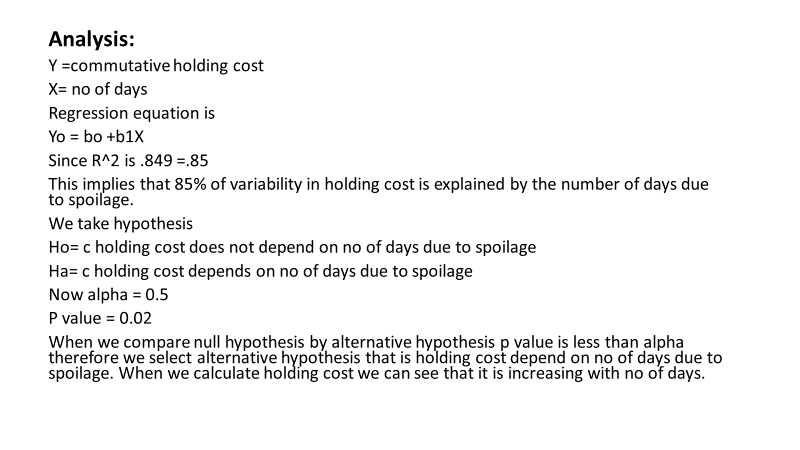 Analysis:
Y =commutative holding cost
X= no of days
Regression equation is
Yo = bo +b1X
Since R^2 is .849 =.85
This implies that 85% of variability in holding cost is explained by the number of days due
to spoilage.
We take hypothesis
Ho= c holding cost does not depend on no of days due to spoilage
Ha= c holding cost depends on no of days due to spoilage
Now alpha = 0.5
P value = 0.02
When we compare null hypothesis by alternative hypothesis p value is less than alpha
therefore we select alternative hypothesis that is holding cost depend on no of days due to
spoilage. When we calculate holding cost we can see that it is increasing with no of days.